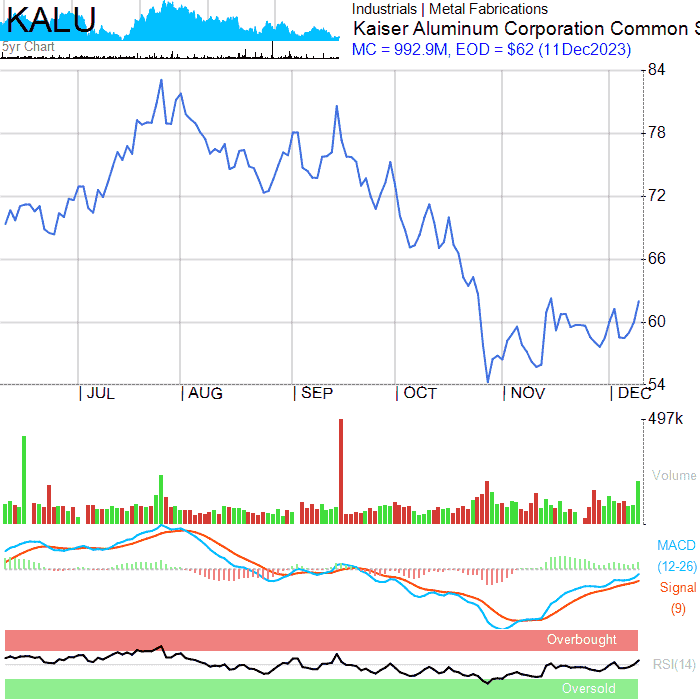 KALU
5yr Chart
Industrials | Metal Fabrications
Kaiser Aluminum Corporation Common S
MC = 992.9M, EOD = $62 (11Dec2023)
84
78
72
66
60
54
JUL AUG SEP OCT NOV DEC
497k
Volume
MACD
(12-26)
Signal
(9)
Overbought
RSI(14)
Oversold